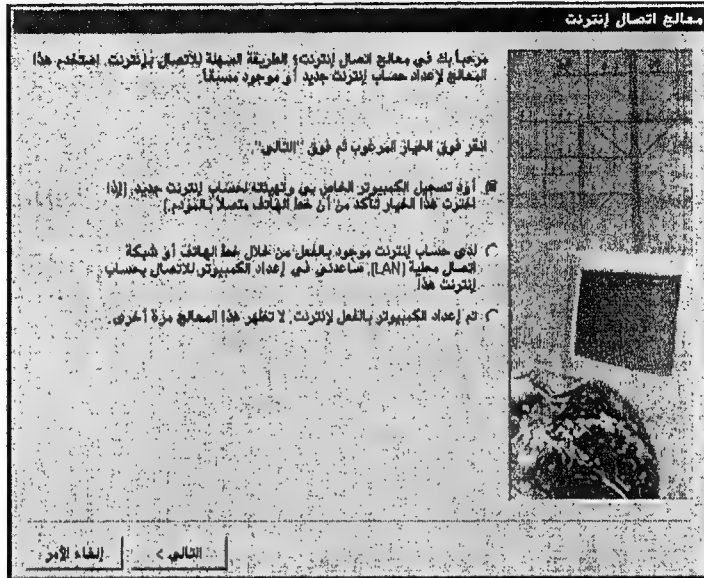 معالج اتصال إنترنت
مرحباً بك في معالج اتصال إنترنت؛ الطريقة السهلة للاتصال بإنترنت. استخدم هذا
المعالج لإعداد حساب إنترنت جديد أو موجود مسبقاً.
انقر فوق الخيار المرغوب ثم فوق "التالي".
أود تسجيل الكمبيوتر الخاص بي وتهيئته لحساب إنترنت جديد. (إذا
اخترت هذا الخيار تأكد من أن خط الهاتف متصلاً بالمودم.)
لدي حساب إنترنت موجود بالفعل من خلال خط الهاتف أو شبكة
اتصال محلية (LAN). ساعدني في إعداد الكمبيوتر للاتصال بحساب
إنترنت هذا.
تم إعداد الكمبيوتر بالفعل لإنترنت. لا تظهر هذا المعالج مرة أخرى.
التالي >
إلغاء الأمر